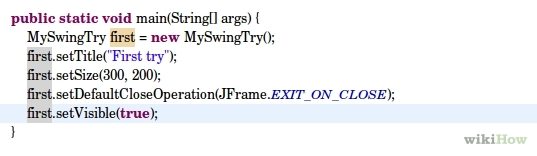 public static void main(String[] args) {
MySwingTry first = new MySwingTry();
first.setTitle("First try");
first.setSize(300, 200);
first.setDefaultCloseOperation(JFrame.EXIT_ON_CLOSE);
first.setVisible(true);
}
wikiHow